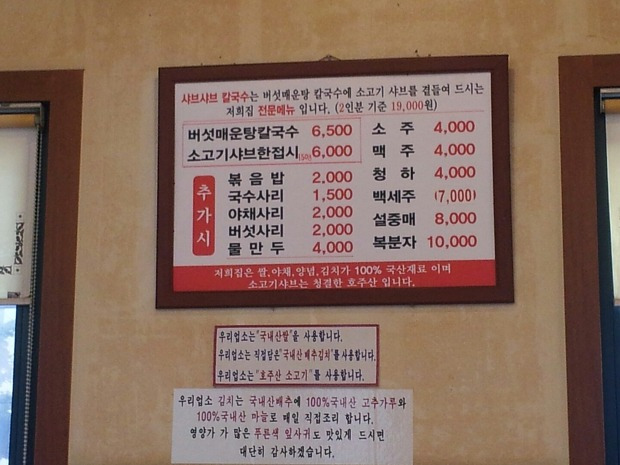 샤브샤브 칼국수는 버섯매운탕 칼국수에 소고기 샤브를 곁들여 드시는
저희집 전문메뉴 입니다. (2인분 기준 19,000원)
버섯매운탕칼국수 6,500
소고기샤브한접시 6,000
추가시
볶음밥 2,000
국수사리 1,500
야채사리 2,000
버섯사리 2,000
물만두 4,000
소주 4,000
맥주 4,000
청하 4,000
백세주 (7,000)
설중매 8,000
복분자 10,000
저희집은 쌀,야채,양념,김치가 100% 국산재료 이며
소고기샤브는 청결한 호주산 입니다.
우리업소는"국내산쌀"을 사용합니다.
우리업소는 직접담은"국내산 배추김치"를 사용합니다.
우리업소는"호주산 소고기"를 사용합니다.
우리업소 김치는 국내산배추에 100%국내산 고추가루와
100%국내산 마늘로 매일 직접조리 합니다.
영양가 가 많은 푸른색 잎사귀도 맛있게 드시면
대단히 감사하겠습니다.